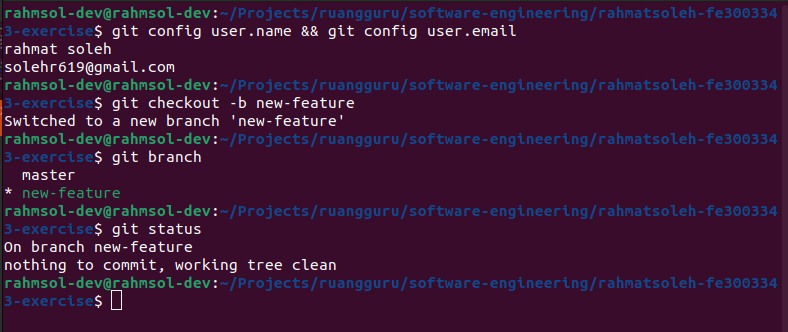 rahmsol-dev@rahmsol-dev:~/Projects/ruangguru/software-engineering/rahmatsoleh-fe300334
3-exercise$ git config user.name && git config user.email
rahmat soleh
solehr619@gmail.com
rahmsol-dev@rahmsol-dev:~/Projects/ruangguru/software-engineering/rahmatsoleh-fe300334
3-exercise$ git checkout -b new-feature
Switched to a new branch 'new-feature'
rahmsol-dev@rahmsol-dev:~/Projects/ruangguru/software-engineering/rahmatsoleh-fe300334
3-exercise$ git branch
  master
* new-feature
rahmsol-dev@rahmsol-dev:~/Projects/ruangguru/software-engineering/rahmatsoleh-fe300334
3-exercise$ git status
On branch new-feature
nothing to commit, working tree clean
rahmsol-dev@rahmsol-dev:~/Projects/ruangguru/software-engineering/rahmatsoleh-fe300334
3-exercise$